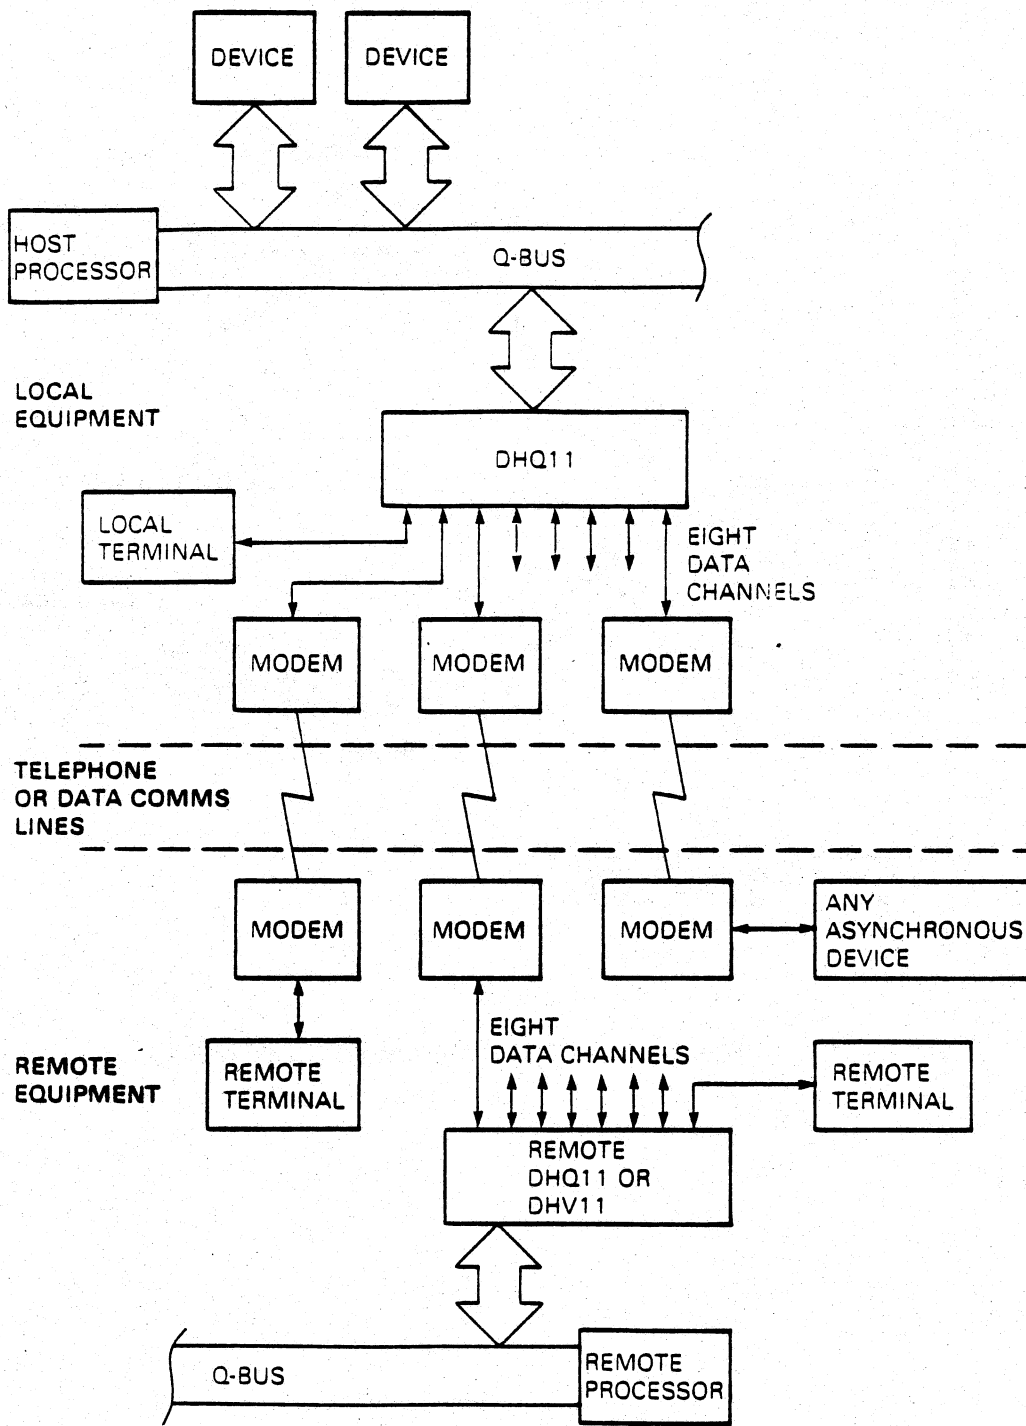 DEVICE
DEVICE
HOST
PROCESSOR
Q-BUS
LOCAL
EQUIPMENT
DHQ11
LOCAL
TERMINAL
EIGHT
DATA
CHANNELS
MODEM
MODEM
MODEM
TELEPHONE
OR DATA COMMS
LINES
MODEM
MODEM
MODEM
ANY
ASYNCHRONOUS
DEVICE
EIGHT
DATA CHANNELS
REMOTE
EQUIPMENT
REMOTE
TERMINAL
REMOTE
TERMINAL
REMOTE
DHQ11 OR
DHV11
Q-BUS
REMOTE
PROCESSOR